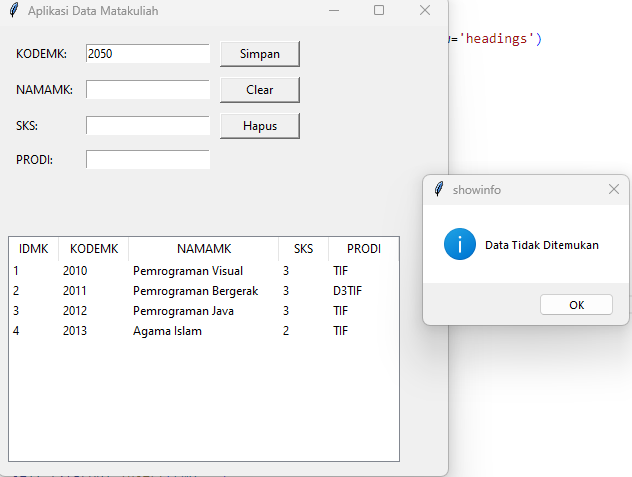 Aplikasi Data Matakuliah
='headings')
KODEMK: 2050 Simpan
NAMAMK: Clear
SKS: Hapus
PRODI:
showinfo
Data Tidak Ditemukan
OK
IDMK KODEMK NAMAMK SKS PRODI
1 2010 Pemrograman Visual 3 TIF
2 2011 Pemrograman Bergerak 3 D3TIF
3 2012 Pemrograman Java 3 TIF
4 2013 Agama Islam 2 TIF